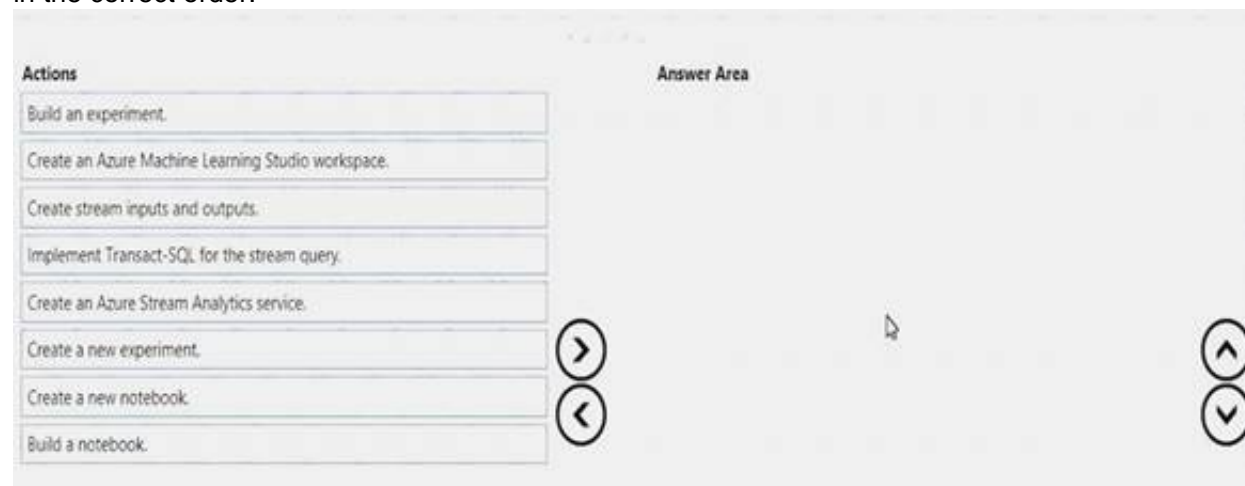 in the correct order.
Actions
Answer Area
Build an experiment.
Create an Azure Machine Learning Studio workspace.
Create stream inputs and outputs.
Implement Transact-SQL for the stream query.
Create an Azure Stream Analytics service.
Create a new experiment.
Create a new notebook.
Build a notebook.